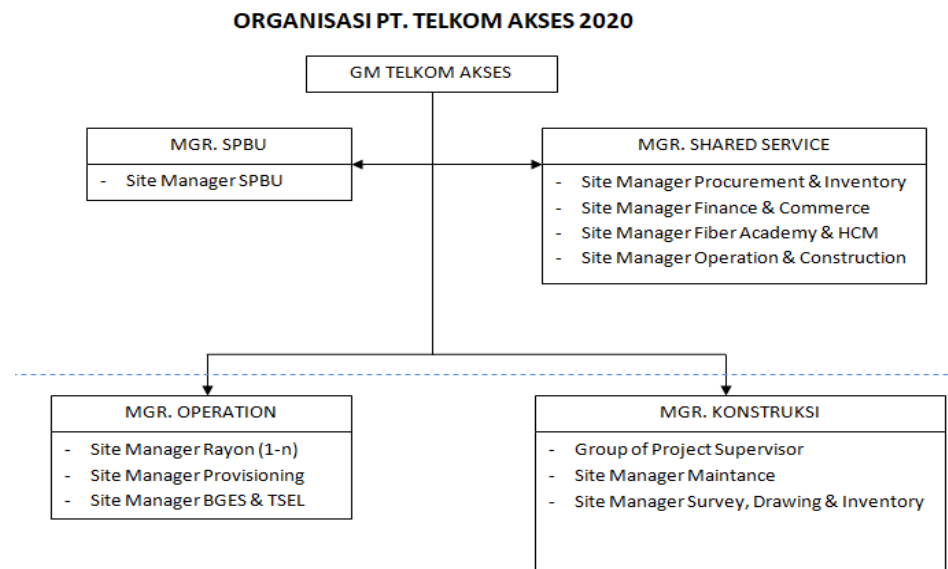 ORGANISASI PT. TELKOM AKSES 2020
GM TELKOM AKSES
MGR. SPBU
- Site Manager SPBU
MGR. SHARED SERVICE
- Site Manager Procurement & Inventory
- Site Manager Finance & Commerce
- Site Manager Fiber Academy & HCM
- Site Manager Operation & Construction
MGR. OPERATION
- Site Manager Rayon (1-n)
- Site Manager Provisioning
- Site Manager BGES & TSEL
MGR. KONSTRUKSI
- Group of Project Supervisor
- Site Manager Maintance
- Site Manager Survey, Drawing & Inventory